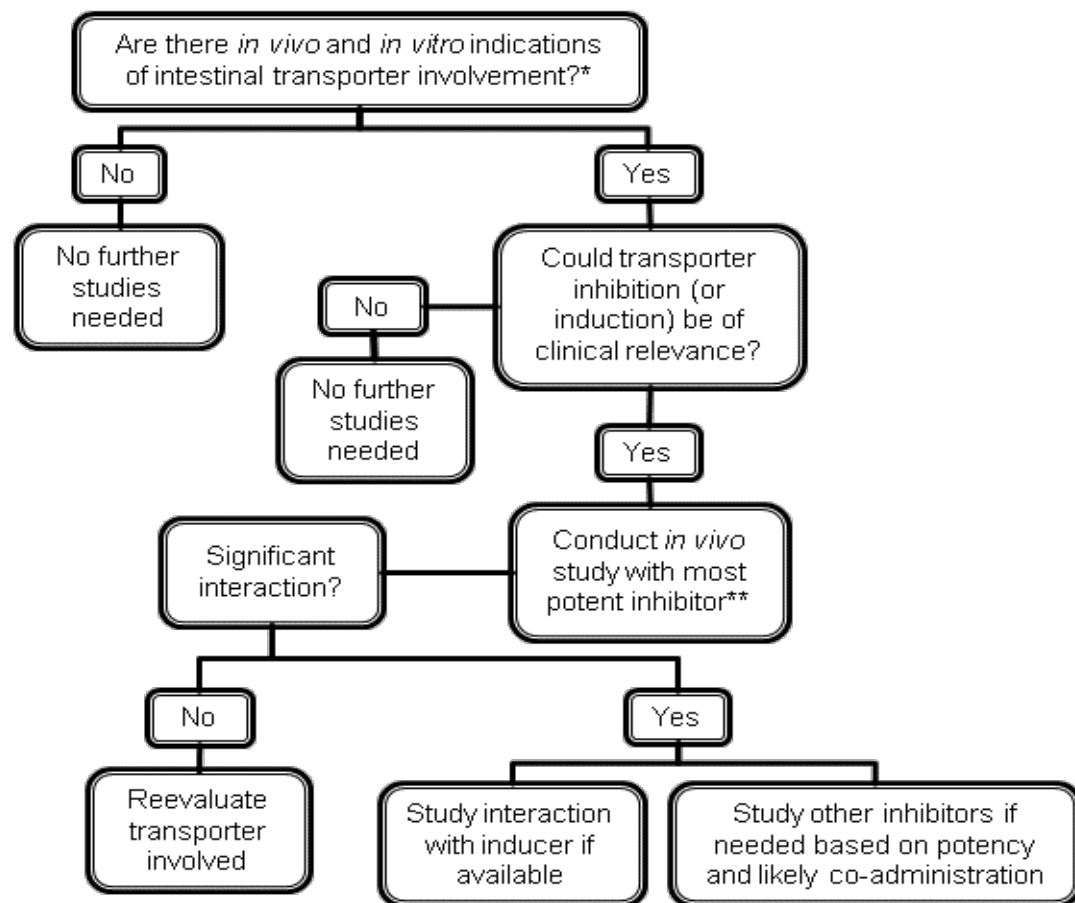 Are there in vivo and in vitro indications
of intestinal transporter involvement?*
No
Yes
No further
studies
needed
Could transporter
inhibition (or
induction) be of
clinical relevance?
No
No further
studies
needed
Yes
Conduct in vivo
study with most
potent inhibitor**
Significant
interaction?
No
Yes
Reevaluate
transporter
involved
Study interaction
with inducer if
available
Study other inhibitors if
needed based on potency
and likely co-administration